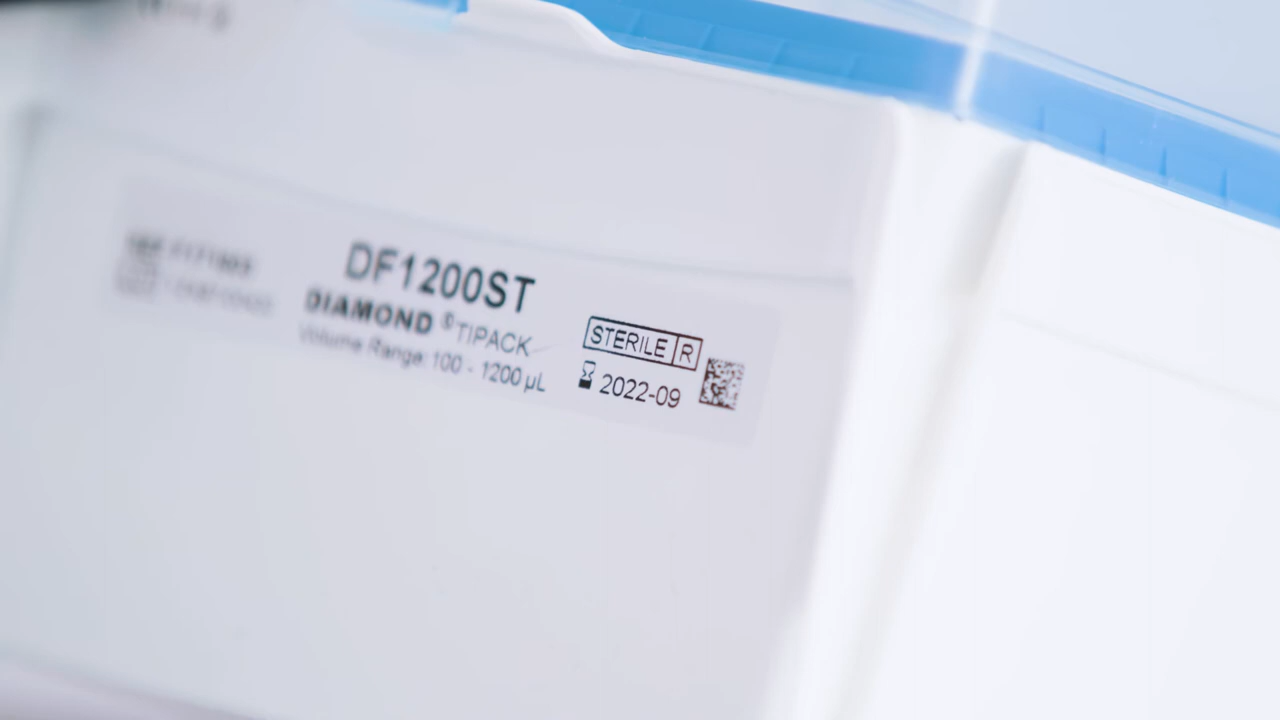 DF1200ST
DIAMOND® TIPACK
Volume Range: 100 - 1200 µL
STERILE R
2022-09